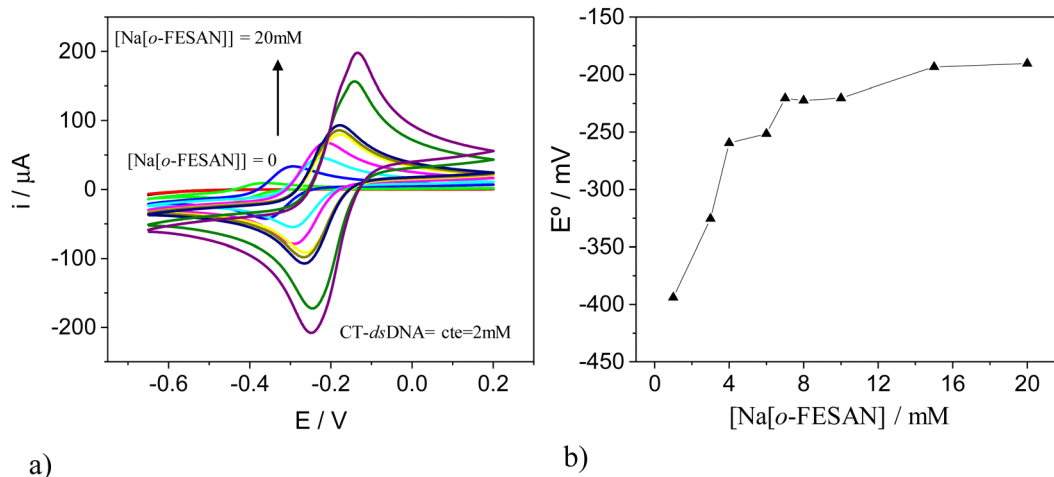 [Na[o-FESAN]] = 20mM
[Na[o-FESAN]] = 0
CT-dsDNA= cte=2mM
i / µA
200
100
0
-100
-200
-0.6
-0.4
-0.2
0.0
0.2
E / V
a)
E⁰ / mV
-150
-200
-250
-300
-350
-400
-450
0
4
8
12
16
20
[Na[o-FESAN] / mM
b)